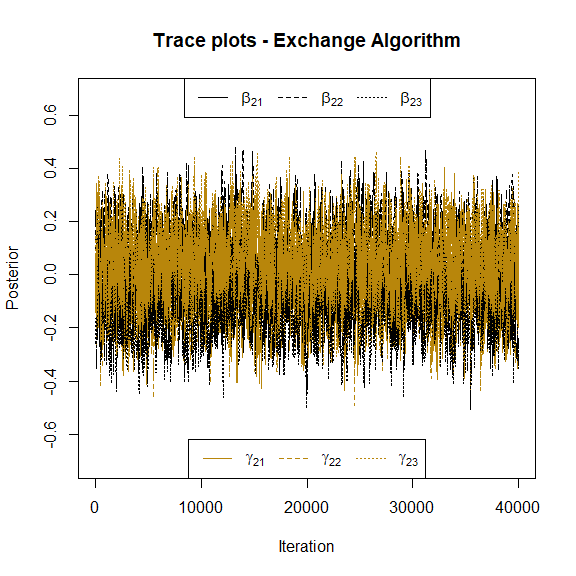 Trace plots - Exchange Algorithm
β21 β22 β23
0.6
0.4
0.2
0.0
-0.2
-0.4
-0.6
Posterior
γ21 γ22 γ23
0 10000 20000 30000 40000
Iteration